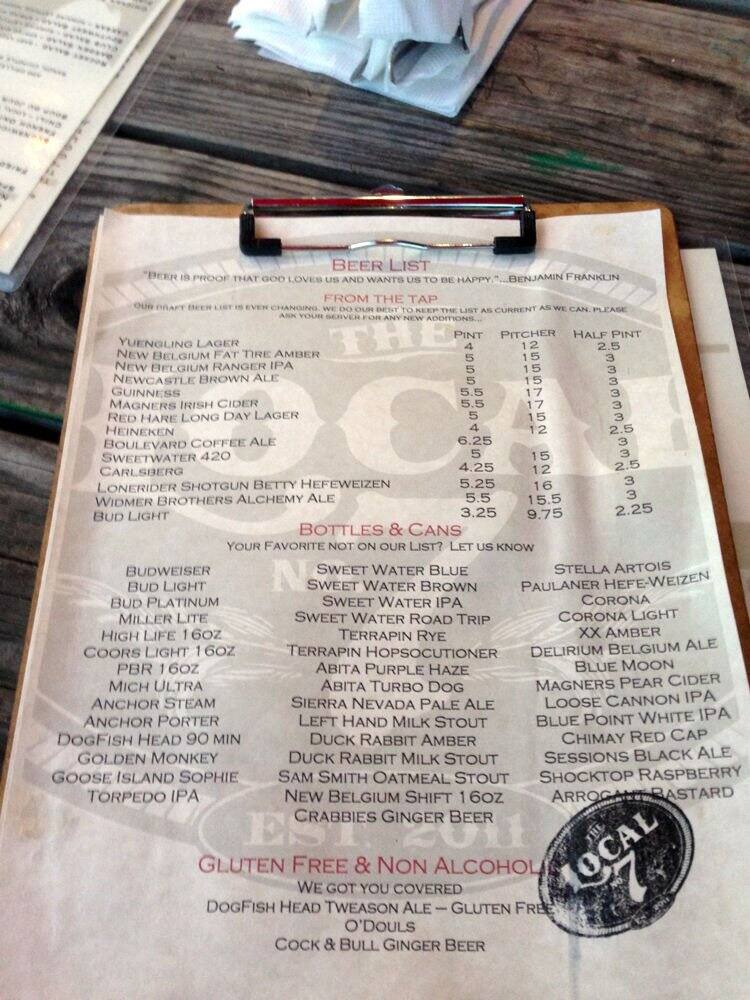 BEER LIST
"BEER IS PROOF THAT GOD LOVES US AND WANTS US TO BE HAPPY."...BENJAMIN FRANKLIN
FROM THE TAP
OUR DRAFT BEER LIST IS EVER CHANGING. WE DO OUR BEST TO KEEP THE LIST AS CURRENT AS WE CAN. PLEASE
ASK YOUR SERVER FOR ANY NEW ADDITIONS...
PINT PITCHER HALF PINT
YUENGLING LAGER 4 12 2.5
NEW BELGIUM FAT TIRE AMBER 5 15 3
NEW BELGIUM RANGER IPA 5 15 3
NEWCASTLE BROWN ALE 5 15 3
GUINNESS 5.5 17 3
MAGNERS IRISH CIDER 5.5 17 3
RED HARE LONG DAY LAGER 5 15 3
HEINEKEN 4 12 2.5
BOULEVARD COFFEE ALE 6.25 3
SWEETWATER 420 5 15 3
CARLSBERG 4.25 12 2.5
LONERIDER SHOTGUN BETTY HEFEWEIZEN 5.25 16 3
WIDMER BROTHERS ALCHEMY ALE 5.5 15.5 3
BUD LIGHT 3.25 9.75 2.25
BOTTLES & CANS
YOUR FAVORITE NOT ON OUR LIST? LET US KNOW
BUDWEISER SWEET WATER BLUE STELLA ARTOIS
BUD LIGHT SWEET WATER BROWN PAULANER HEFE-WEIZEN
BUD PLATINUM SWEET WATER IPA CORONA
MILLER LITE SWEET WATER ROAD TRIP CORONA LIGHT
HIGH LIFE 16OZ TERRAPIN RYE XX AMBER
COORS LIGHT 16OZ TERRAPIN HOPSOCUTIONER DELIRIUM BELGIUM ALE
PBR 16OZ ABITA PURPLE HAZE BLUE MOON
MICH ULTRA ABITA TURBO DOG MAGNERS PEAR CIDER
ANCHOR STEAM SIERRA NEVADA PALE ALE LOOSE CANNON IPA
ANCHOR PORTER LEFT HAND MILK STOUT BLUE POINT WHITE IPA
DOGFISH HEAD 90 MIN DUCK RABBIT AMBER CHIMAY RED CAP
GOLDEN MONKEY DUCK RABBIT MILK STOUT SESSIONS BLACK ALE
GOOSE ISLAND SOPHIE SAM SMITH OATMEAL STOUT SHOCKTOP RASPBERRY
TORPEDO IPA NEW BELGIUM SHIFT 16OZ ARROGANT BASTARD
CRABBIES GINGER BEER
EST. 2011
GLUTEN FREE & NON ALCOHOL
WE GOT YOU COVERED
DOGFISH HEAD TWEASON ALE – GLUTEN FREE
O'DOULS
COCK & BULL GINGER BEER
THE
LOCAL
7